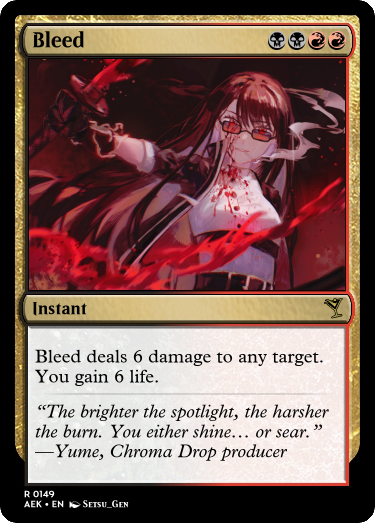 Bleed
Instant
Bleed deals 6 damage to any target.
You gain 6 life.
“The brighter the spotlight, the harsher
the burn. You either shine… or sear.”
—Yume, Chroma Drop producer
R 0149
AEK • EN Setsu_Gen